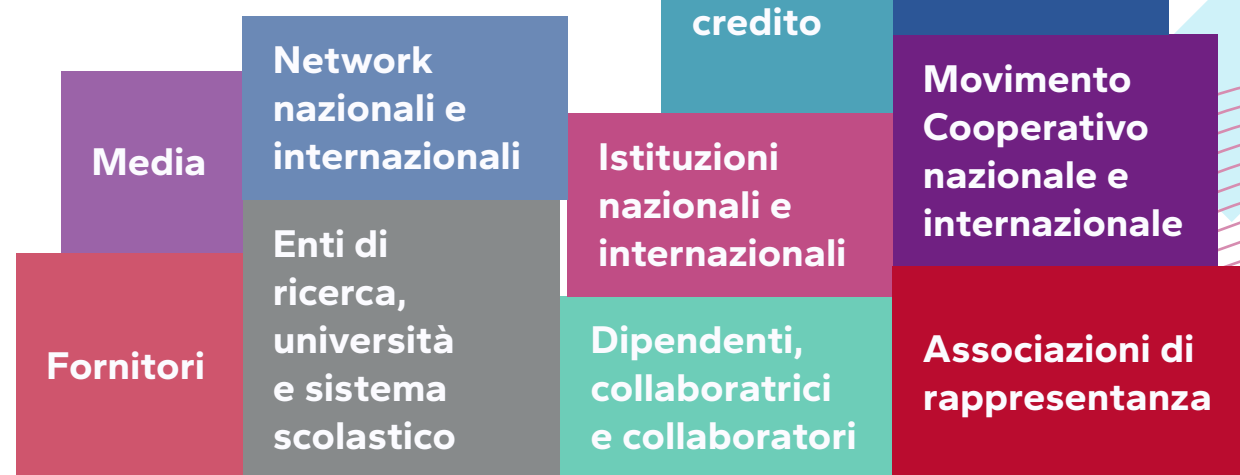 credito
Network
nazionali e
internazionali
Movimento
Cooperativo
nazionale e
internazionale
Media
Istituzioni
nazionali e
internazionali
Enti di
ricerca,
università
e sistema
scolastico
Fornitori
Dipendenti,
collaboratrici
e collaboratori
Associazioni di
rappresentanza